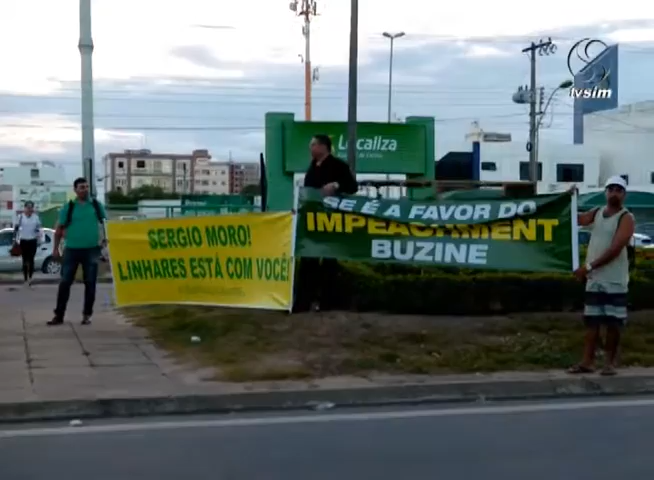 tvsim
Localiza
SERGIO MORO!
LINHARES ESTÁ COM VOCÊ!
SE É A FAVOR DO
IMPEACHMENT
BUZINE